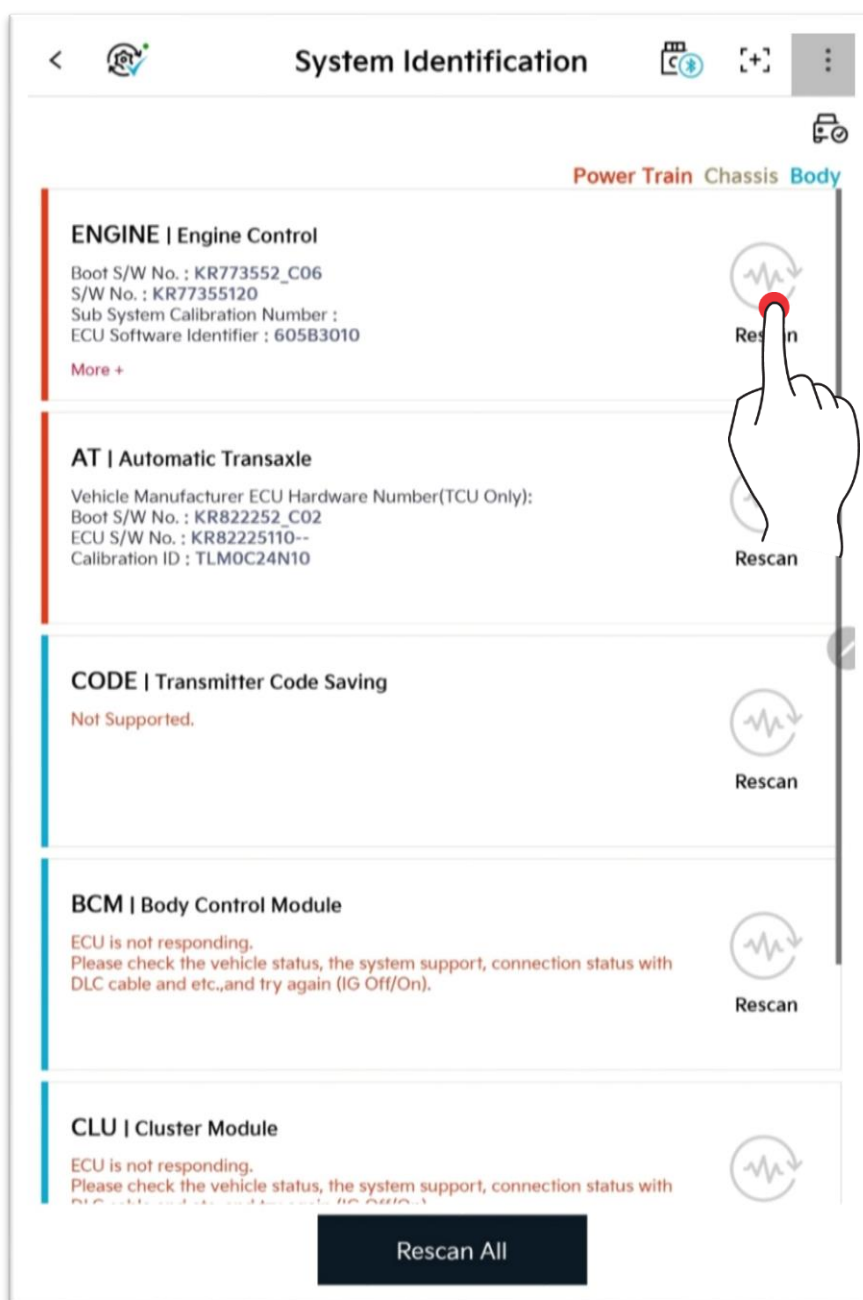 System Identification
Power Train Chassis Body
ENGINE | Engine Control
Boot S/W No. : KR773552_C06
S/W No. : KR77355120
Sub System Calibration Number :
ECU Software Identifier : 605B3010
More +
AT | Automatic Transaxle
Vehicle Manufacturer ECU Hardware Number(TCU Only):
Boot S/W No. : KR822252_C02
ECU S/W No. : KR82225110--
Calibration ID : TLM0C24N10
Rescan
CODE | Transmitter Code Saving
Not Supported.
Rescan
BCM | Body Control Module
ECU is not responding.
Please check the vehicle status, the system support, connection status with
DLC cable and etc.,and try again (IG Off/On).
Rescan
CLU | Cluster Module
ECU is not responding.
Please check the vehicle status, the system support, connection status with
Rescan All